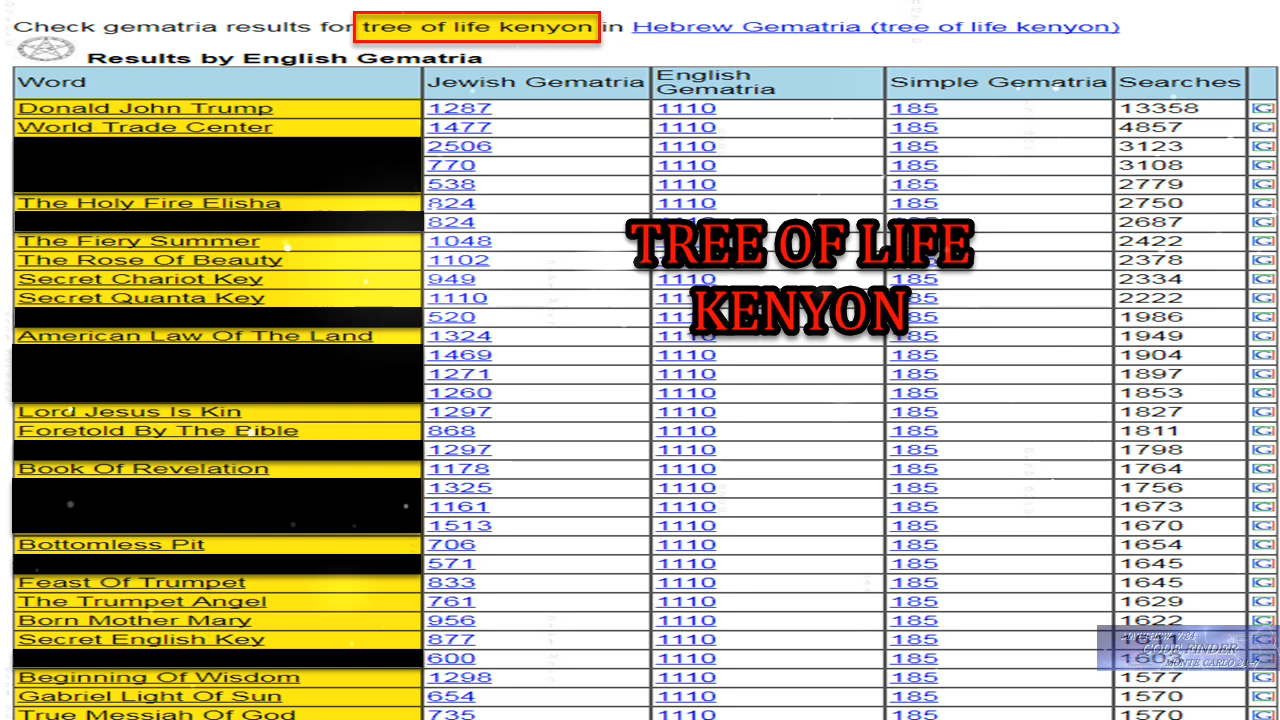 Check gematria results for tree of life kenyon in Hebrew Gematria (tree of life kenyon)
Results by English Gematria
Word Jewish Gematria English Gematria Simple Gematria Searches
Donald John Trump 1287 1110 185 13358 G
World Trade Center 1477 1110 185 4857 G
2506 1110 185 3123 G
770 1110 185 3108 G
538 1110 185 2779 G
The Holy Fire Elisha 824 1110 185 2750 G
824 1110 185 2687 G
The Fiery Summer 1048 2422 G
TREE OF LIFE
The Rose Of Beauty 1102 2378 G
Secret Chariot Key 949 1110 185 2334 G
Secret Quanta Key 1110 85 2222 G
KENYON
520 85 1986 G
American Law Of The Land 1324 1110 185 1949 G
1469 1110 185 1904 G
1271 1110 185 1897 G
1260 1110 185 1853 G
Lord Jesus Is Kin 1297 1110 185 1827 G
Foretold By The Bible 868 1110 185 1811 G
1297 1110 185 1798 G
Book Of Revelation 1178 1110 185 1764 G
1325 1110 185 1756 G
1161 1110 185 1673 G
1513 1110 185 1670 G
Bottomless Pit 706 1110 185 1654 G
571 1110 185 1645 G
Feast Of Trumpet 833 1110 185 1645 G
The Trumpet Angel 761 1110 185 1629 G
Born Mother Mary 956 1110 185 1622 G
Secret English Key 877 1110 185 1611
CODE FINDER
600 1110 185
MONTE CARLO
Beginning Of Wisdom 1298 1110 185 1577 G
Gabriel Light Of Sun 654 1110 185 1570 G
True Messiah Of God 735 1110 185 1570 G